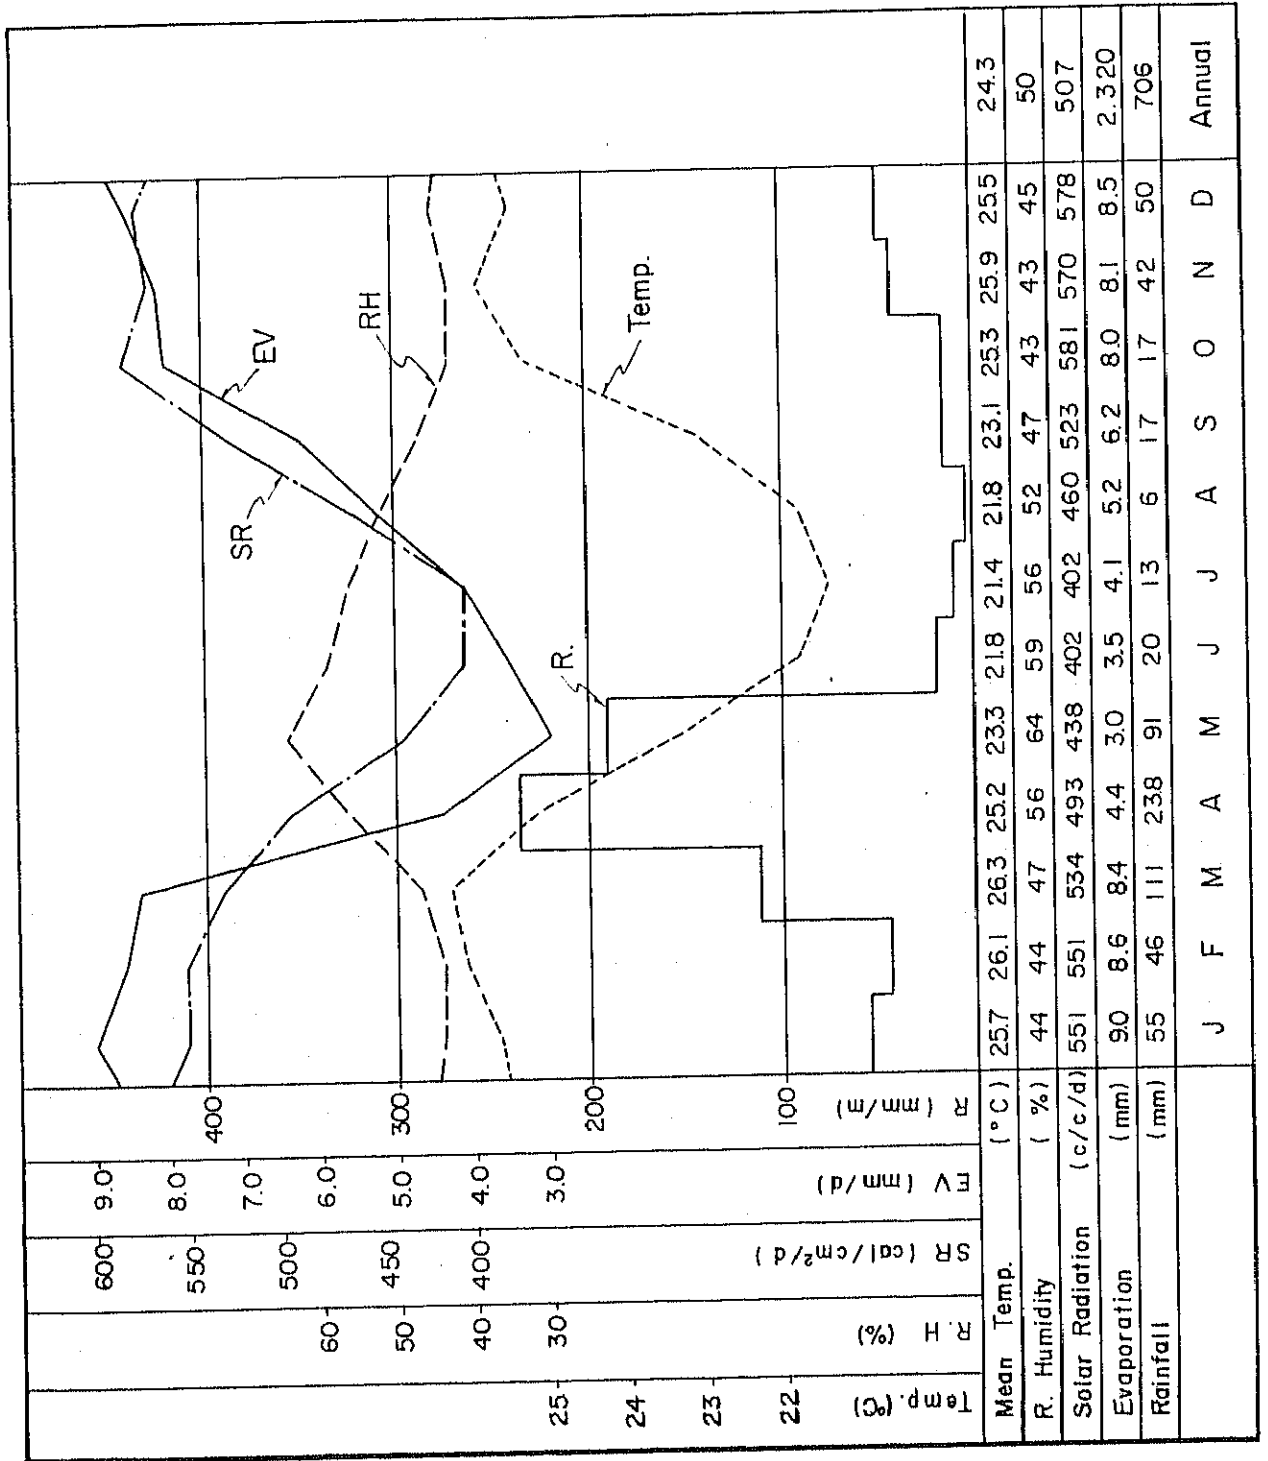 Temp. (°C)
25
24
23
22
R. H (%)
60
50
40
30
SR (cal/cm²/d)
600
550
500
450
400
EV (mm/d)
9.0
8.0
7.0
6.0
5.0
4.0
3.0
R (mm/m)
400
300
200
100
SR
EV
RH
R.
Temp.
Mean Temp. (°C) 25.7 26.1 26.3 25.2 23.3 21.8 21.4 21.8 23.1 25.3 25.9 25.5 24.3
R. Humidity (%) 44 44 47 56 64 59 56 52 47 43 43 45 50
Solar Radiation (c/c/d) 551 551 534 493 438 402 402 460 523 581 570 578 507
Evaporation (mm) 9.0 8.6 8.4 4.4 3.0 3.5 4.1 5.2 6.2 8.0 8.1 8.5 2.320
Rainfall (mm) 55 46 111 238 91 20 13 6 17 17 42 50 706
J F M A M J J A S O N D Annual